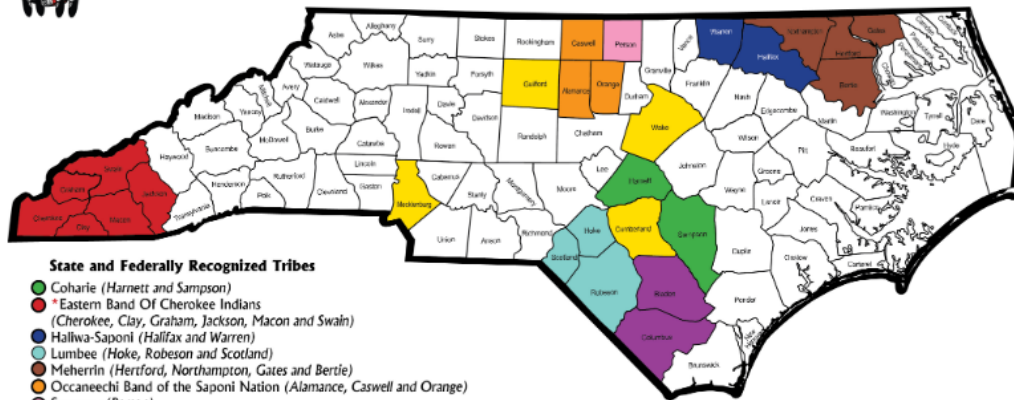 Alleghany
Ashe
Surry
Stokes
Rockingham
Caswell
Person
Vance
Warren
Northampton
Gates
Halifax
Hertford
Bertie
Watauga
Wilkes
Yadkin
Forsyth
Guilford
Alamance
Orange
Granville
Durham
Franklin
Nash
Edgecombe
Martin
Washington
Tyrrell
Dare
Avery
Mitchell
Yancey
Madison
Caldwell
Alexander
Iredell
Davie
Davidson
Randolph
Chatham
Wake
Wilson
Pitt
Beaufort
Hyde
Burke
McDowell
Buncombe
Haywood
Catawba
Rowan
Lincoln
Lee
Johnston
Greene
Swain
Graham
Jackson
Rutherford
Henderson
Polk
Cleveland
Gaston
Cabarrus
Stanly
Montgomery
Moore
Harnett
Wayne
Lenoir
Craven
Pamlico
Cherokee
Macon
Clay
Transylvania
Mecklenburg
Union
Anson
Richmond
Hoke
Cumberland
Sampson
Duplin
Jones
Onslow
Carteret
Scotland
Robeson
Bladen
Pender
Columbus
Brunswick
State and Federally Recognized Tribes
Coharie (Harnett and Sampson)
*Eastern Band Of Cherokee Indians
(Cherokee, Clay, Graham, Jackson, Macon and Swain)
Haliwa-Saponi (Halifax and Warren)
Lumbee (Hoke, Robeson and Scotland)
Meherrin (Hertford, Northampton, Gates and Bertie)
Occaneechi Band of the Saponi Nation (Alamance, Caswell and Orange)